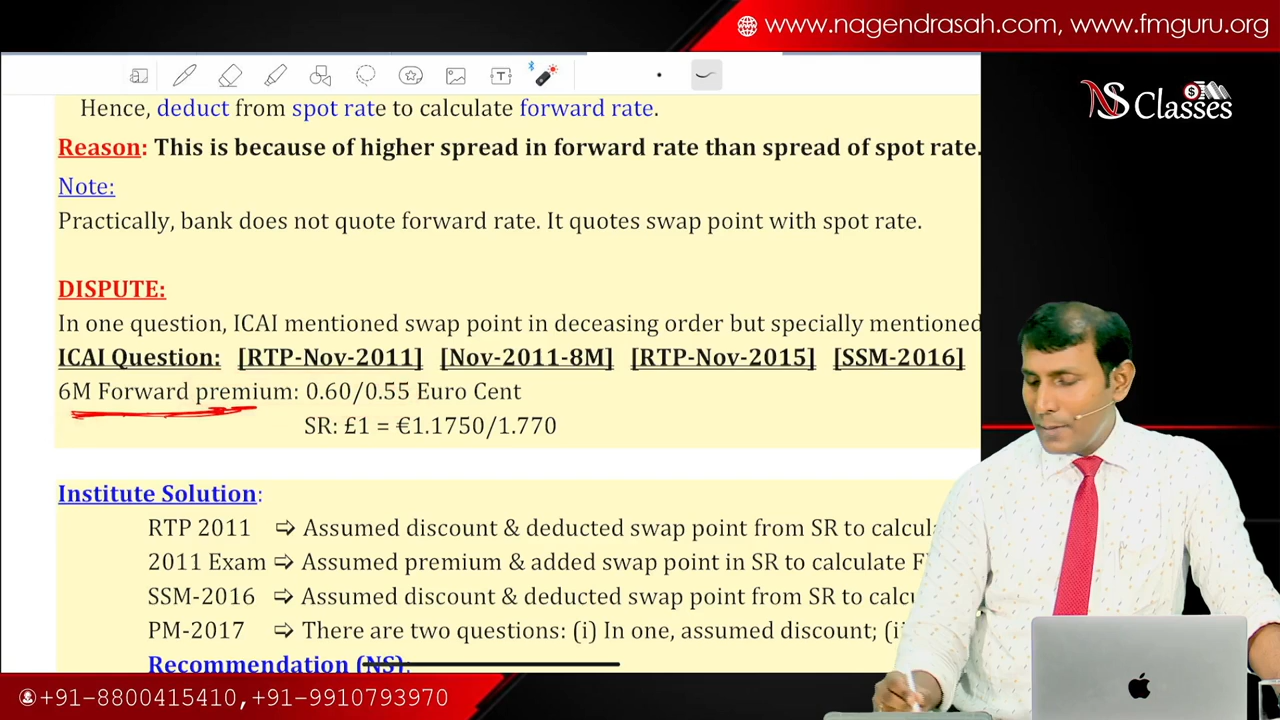 www.nagendrasah.com, www.fmguru.org
NS Classes
Hence, deduct from spot rate to calculate forward rate.
Reason: This is because of higher spread in forward rate than spread of spot rate.
Note:
Practically, bank does not quote forward rate. It quotes swap point with spot rate.
DISPUTE:
In one question, ICAI mentioned swap point in deceasing order but specially mentioned
ICAI Question: [RTP-Nov-2011] [Nov-2011-8M] [RTP-Nov-2015] [SSM-2016]
6M Forward premium: 0.60/0.55 Euro Cent
SR: £1 = €1.1750/1.770
Institute Solution:
RTP 2011 ⇨ Assumed discount & deducted swap point from SR to calcula
2011 Exam ⇨ Assumed premium & added swap point in SR to calculate F
SSM-2016 ⇨ Assumed discount & deducted swap point from SR to calcu
PM-2017 ⇨ There are two questions: (i) In one, assumed discount; (ii
Recommendation (NS):
+91-8800415410,+91-9910793970